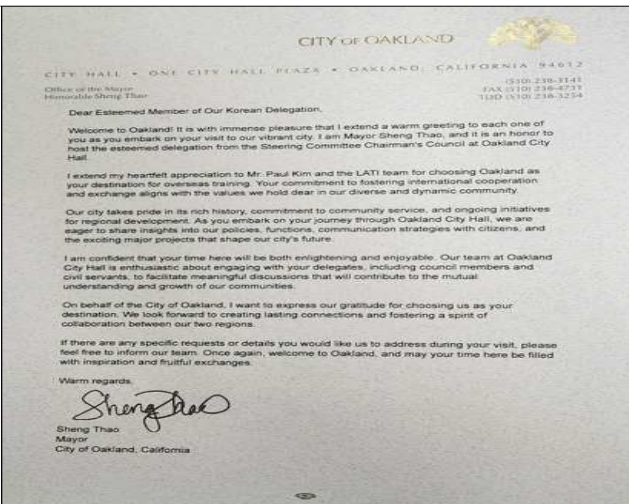 CITY OF OAKLAND
CITY HALL • ONE CITY HALL PLAZA • OAKLAND, CALIFORNIA 94612
Office of the Mayor
Honorable Sheng Thao
(510) 238-3141
FAX (510) 238-4731
TDD (510) 238-3254
Dear Esteemed Member of Our Korean Delegation,
Welcome to Oakland! It is with immense pleasure that I extend a warm greeting to each one of
you as you embark on your visit to our vibrant city. I am Mayor Sheng Thao, and it is an honor to
host the esteemed delegation from the Steering Committee Chairman's Council at Oakland City
Hall.
I extend my heartfelt appreciation to Mr. Paul Kim and the LATI team for choosing Oakland as
your destination for overseas training. Your commitment to fostering international cooperation
and exchange aligns with the values we hold dear in our diverse and dynamic community.
Our city takes pride in its rich history, commitment to community service, and ongoing initiatives
for regional development. As you embark on your journey through Oakland City Hall, we are
eager to share insights into our policies, functions, communication strategies with citizens, and
the exciting major projects that shape our city's future.
I am confident that your time here will be both enlightening and enjoyable. Our team at Oakland
City Hall is enthusiastic about engaging with your delegates, including council members and
civil servants, to facilitate meaningful discussions that will contribute to the mutual
understanding and growth of our communities.
On behalf of the City of Oakland, I want to express our gratitude for choosing us as your
destination. We look forward to creating lasting connections and fostering a spirit of
collaboration between our two regions.
If there are any specific requests or details you would like us to address during your visit, please
feel free to inform our team. Once again, welcome to Oakland, and may your time here be filled
with inspiration and fruitful exchanges.
Warm regards,
Sheng Thao
Sheng Thao
Mayor
City of Oakland, California